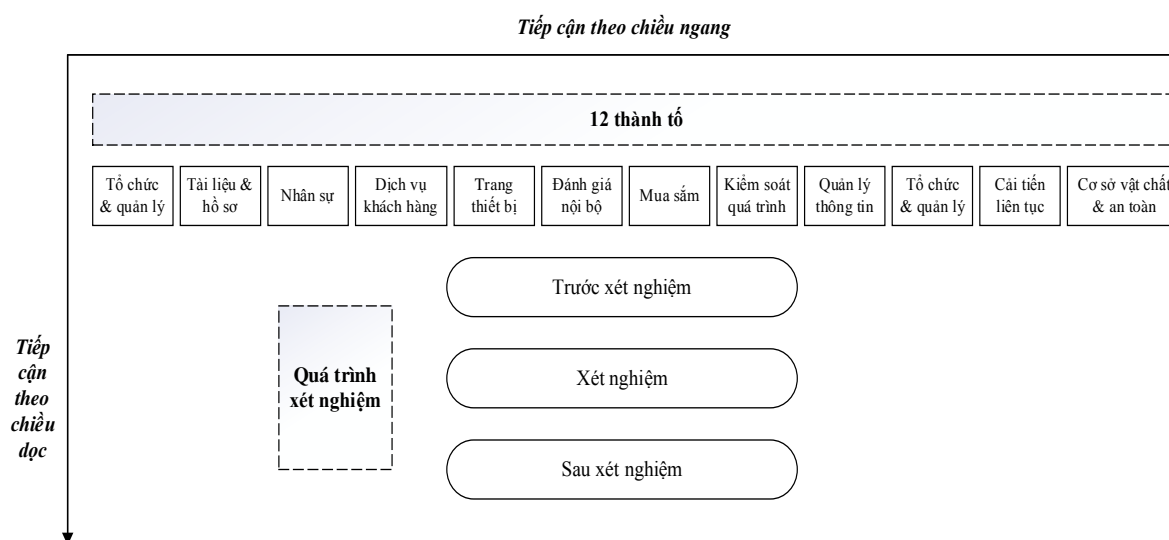 Tiếp cận theo chiều ngang
12 thành tố
Tổ chức
& quản lý
Tài liệu &
hồ sơ
Nhân sự
Dịch vụ
khách hàng
Trang
thiết bị
Đánh giá
nội bộ
Mua sắm
Kiểm soát
quá trình
Quản lý
thông tin
Tổ chức
& quản lý
Cải tiến
liên tục
Cơ sở vật chất
& an toàn
Tiếp
cận
theo
chiều
dọc
Quá trình
xét nghiệm
Trước xét nghiệm
Xét nghiệm
Sau xét nghiệm